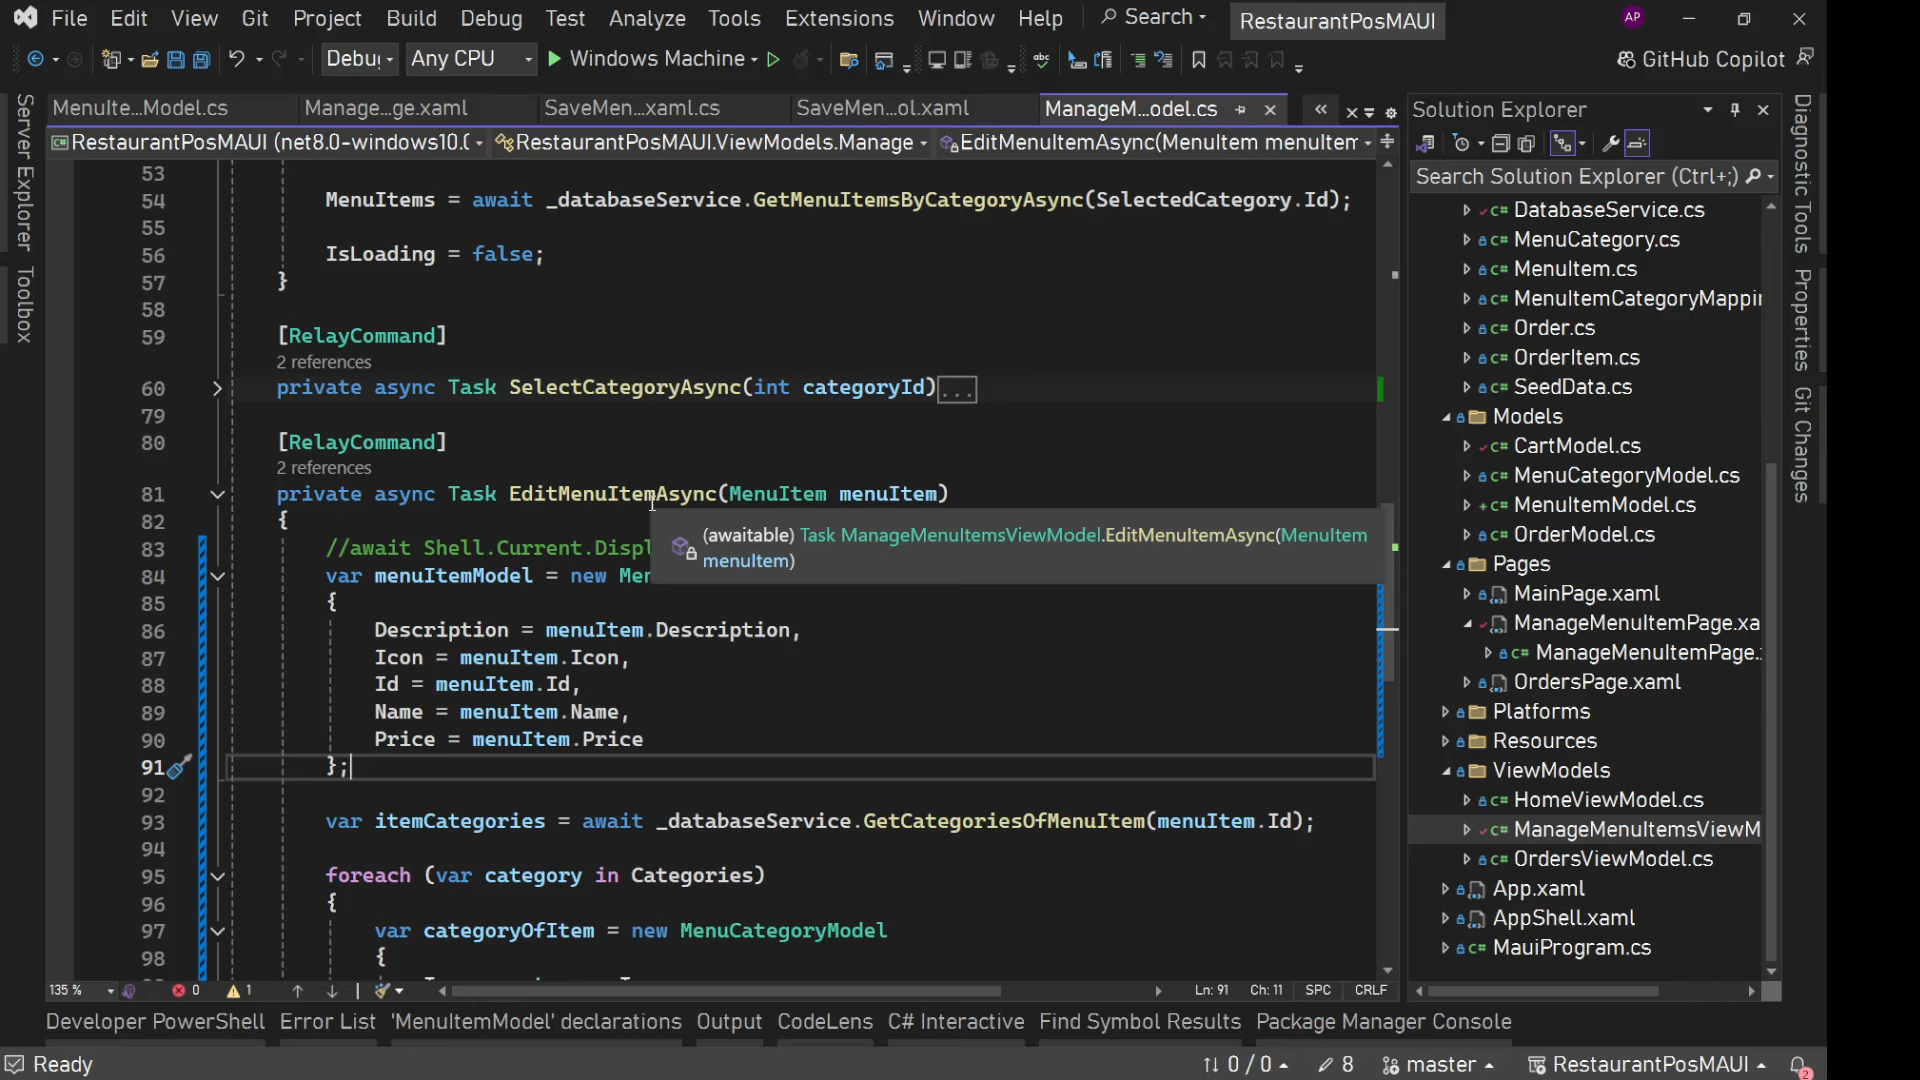 File Edit View Git Project Build Debug Test Analyze Tools Extensions Window Help Search RestaurantPosMAUI AP
Debu Any CPU Windows Machine GitHub Copilot
MenuIte...Model.cs Manage...ge.xaml SaveMen...xaml.cs SaveMen...ol.xaml ManageM...odel.cs
RestaurantPosMAUI (net8.0-windows10.0 RestaurantPosMAUI.ViewModels.Manage EditMenuItemAsync(MenuItem menuItem
Server Explorer
Toolbox
53
54 MenuItems = await _databaseService.GetMenuItemsByCategoryAsync(SelectedCategory.Id);
55
56 IsLoading = false;
57 }
58
59 [RelayCommand]
2 references
60 private async Task SelectCategoryAsync(int categoryId)...
79
80 [RelayCommand]
2 references
81 private async Task EditMenuItemAsync(MenuItem menuItem)
82 {
(awaitable) Task ManageMenuItemsViewModel.EditMenuItemAsync(MenuItem
menuItem)
83 //await Shell.Current.Displ
84 var menuItemModel = new Me
85 {
86 Description = menuItem.Description,
87 Icon = menuItem.Icon,
88 Id = menuItem.Id,
89 Name = menuItem.Name,
90 Price = menuItem.Price
91 };
92
93 var itemCategories = await _databaseService.GetCategoriesOfMenuItem(menuItem.Id);
94
95 foreach (var category in Categories)
96 {
97 var categoryOfItem = new MenuCategoryModel
98 {
135 % 0 1 Ln: 91 Ch: 11 SPC CRLF
Solution Explorer
Search Solution Explorer (Ctrl+;)
C# DatabaseService.cs
C# MenuCategory.cs
C# MenuItem.cs
C# MenuItemCategoryMappi
C# Order.cs
C# OrderItem.cs
C# SeedData.cs
Models
C# CartModel.cs
C# MenuCategoryModel.cs
C# MenuItemModel.cs
C# OrderModel.cs
Pages
MainPage.xaml
ManageMenuItemPage.xa
C# ManageMenuItemPage.
OrdersPage.xaml
Platforms
Resources
ViewModels
C# HomeViewModel.cs
C# ManageMenuItemsViewM
C# OrdersViewModel.cs
App.xaml
AppShell.xaml
C# MauiProgram.cs
Diagnostic Tools
Properties
Git Changes
Developer PowerShell Error List 'MenuItemModel' declarations Output CodeLens C# Interactive Find Symbol Results Package Manager Console
Ready 0 / 0 8 master RestaurantPosMAUI 2